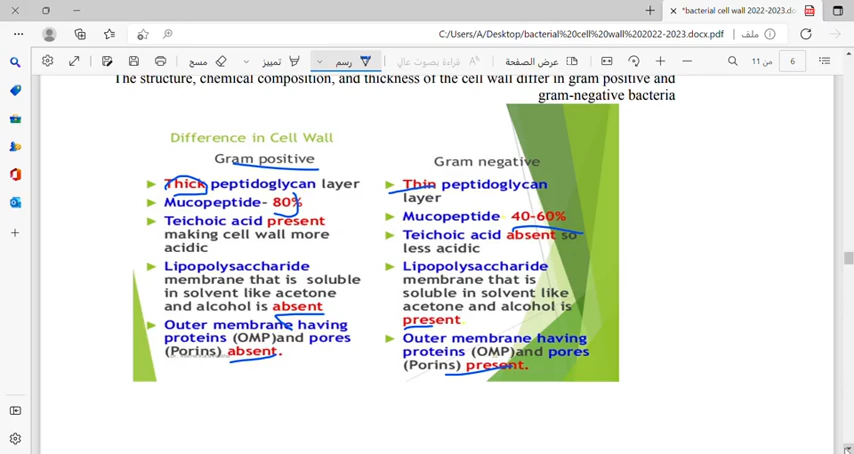 *bacterial cell wall 2022-2023.docx
C:/Users/A/Desktop/bacterial%20cell%20wall%202022-2023.docx.pdf
ملف
مسح
تمييز
رسم
قراءة بصوت عالي
عرض الصفحة
من 11
6
The structure, chemical composition, and thickness of the cell wall differ in gram positive and
gram-negative bacteria
Difference in Cell Wall
Gram positive
Thick peptidoglycan layer
Mucopeptide- 80%
Teichoic acid present
making cell wall more
acidic
Lipopolysaccharide
membrane that is soluble
in solvent like acetone
and alcohol is absent
Outer membrane having
proteins (OMP)and pores
(Porins) absent.
Gram negative
Thin peptidoglycan
layer
Mucopeptide 40-60%
Teichoic acid absent so
less acidic
Lipopolysaccharide
membrane that is
soluble in solvent like
acetone and alcohol is
present
Outer membrane having
proteins (OMP)and pores
(Porins) present.